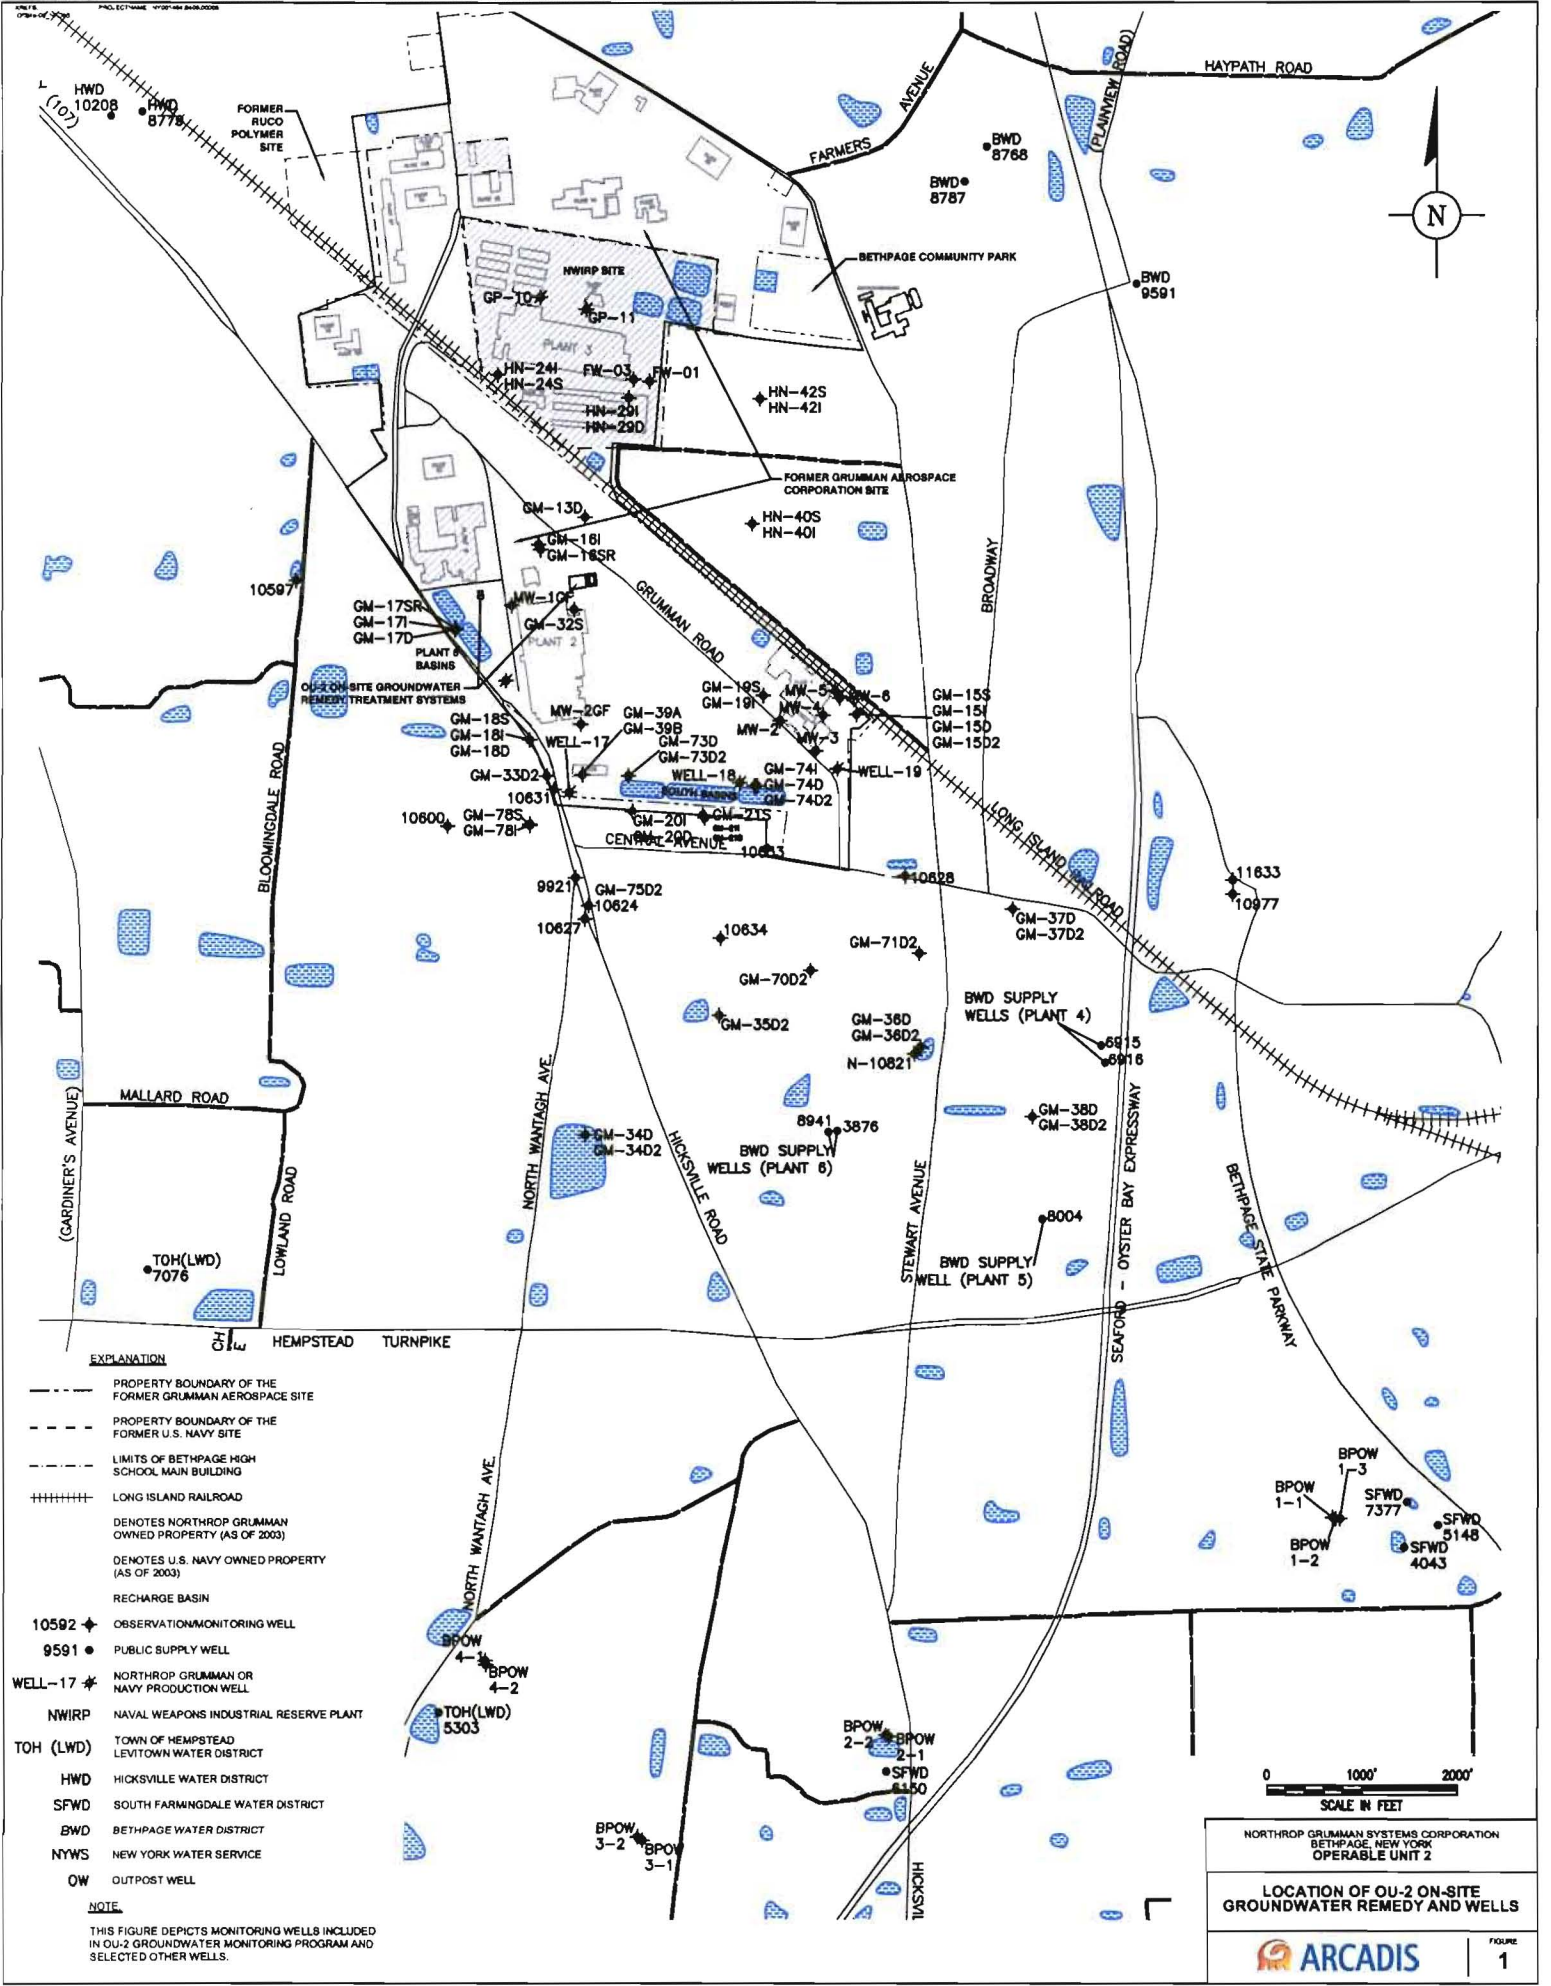 HWD
10208
HWD
8778
(107)
FORMER
RUCO
POLYMER
SITE
FARMERS
AVENUE
HAYPATH ROAD
(PLAINVIEW ROAD)
BWD
8768
BWD
8787
N
BETHPAGE COMMUNITY PARK
BWD
9591
NWIRP SITE
GP-10
GP-11
PLANT 3
HN-24I
HN-24S
FW-03
FW-01
HN-29I
HN-29D
HN-42S
HN-42I
FORMER GRUMMAN AEROSPACE
CORPORATION SITE
GM-13D
HN-40S
HN-40I
GM-16I
GM-16SR
BROADWAY
10597
GM-17SR
GM-17I
GM-17D
MW-1GF
GM-32S
PLANT 2
GRUMMAN ROAD
PLANT 5
BASINS
OU-2 ON-SITE GROUNDWATER
REMEDY TREATMENT SYSTEMS
GM-19S
GM-19I
MW-5
MW-6
MW-4
MW-2
MW-3
GM-15S
GM-15I
GM-15D
GM-15D2
GM-18S
GM-18I
GM-18D
MW-2GF
WELL-17
GM-39A
GM-39B
GM-73D
GM-73D2
WELL-18
GM-74I
GM-74D
GM-74D2
WELL-19
GM-33D2
10631
SOUTH BASINS
BLOOMINGDALE ROAD
10600
GM-78S
GM-78I
GM-20I
GM-20D
GM-21S
CENTRAL AVENUE
10633
LONG ISLAND RAILROAD
10628
9921
GM-75D2
10624
10627
11633
10977
GM-37D
GM-37D2
10634
GM-71D2
GM-70D2
GM-35D2
GM-36D
GM-36D2
N-10821
BWD SUPPLY
WELLS (PLANT 4)
6915
6916
(GARDINER'S AVENUE)
MALLARD ROAD
NORTH WANTAGH AVE.
GM-34D
GM-34D2
HICKSVILLE ROAD
8941
3876
BWD SUPPLY
WELLS (PLANT 6)
GM-38D
GM-38D2
SEAFORD - OYSTER BAY EXPRESSWAY
BETHPAGE STATE PARKWAY
LOWLAND ROAD
STEWART AVENUE
8004
BWD SUPPLY
WELL (PLANT 5)
TOH(LWD)
7076
HEMPSTEAD TURNPIKE
EXPLANATION
PROPERTY BOUNDARY OF THE
FORMER GRUMMAN AEROSPACE SITE
PROPERTY BOUNDARY OF THE
FORMER U.S. NAVY SITE
LIMITS OF BETHPAGE HIGH
SCHOOL MAIN BUILDING
LONG ISLAND RAILROAD
DENOTES NORTHROP GRUMMAN
OWNED PROPERTY (AS OF 2003)
DENOTES U.S. NAVY OWNED PROPERTY
(AS OF 2003)
RECHARGE BASIN
10592 OBSERVATION/MONITORING WELL
9591 PUBLIC SUPPLY WELL
WELL-17 NORTHROP GRUMMAN OR
NAVY PRODUCTION WELL
NWIRP NAVAL WEAPONS INDUSTRIAL RESERVE PLANT
TOH (LWD) TOWN OF HEMPSTEAD
LEVITOWN WATER DISTRICT
HWD HICKSVILLE WATER DISTRICT
SFWD SOUTH FARMINGDALE WATER DISTRICT
BWD BETHPAGE WATER DISTRICT
NYWS NEW YORK WATER SERVICE
OW OUTPOST WELL
NOTE.
THIS FIGURE DEPICTS MONITORING WELLS INCLUDED
IN OU-2 GROUNDWATER MONITORING PROGRAM AND
SELECTED OTHER WELLS.
NORTH WANTAGH AVE.
BPOW
4-1
BPOW
4-2
TOH(LWD)
5303
BPOW
3-2
BPOW
3-1
BPOW
2-2
BPOW
2-1
SFWD
6150
HICKSVIL
BPOW
1-3
BPOW
1-1
BPOW
1-2
SFWD
7377
SFWD
5148
SFWD
4043
0 1000' 2000'
SCALE IN FEET
NORTHROP GRUMMAN SYSTEMS CORPORATION
BETHPAGE, NEW YORK
OPERABLE UNIT 2
LOCATION OF OU-2 ON-SITE
GROUNDWATER REMEDY AND WELLS
ARCADIS
FIGURE
1